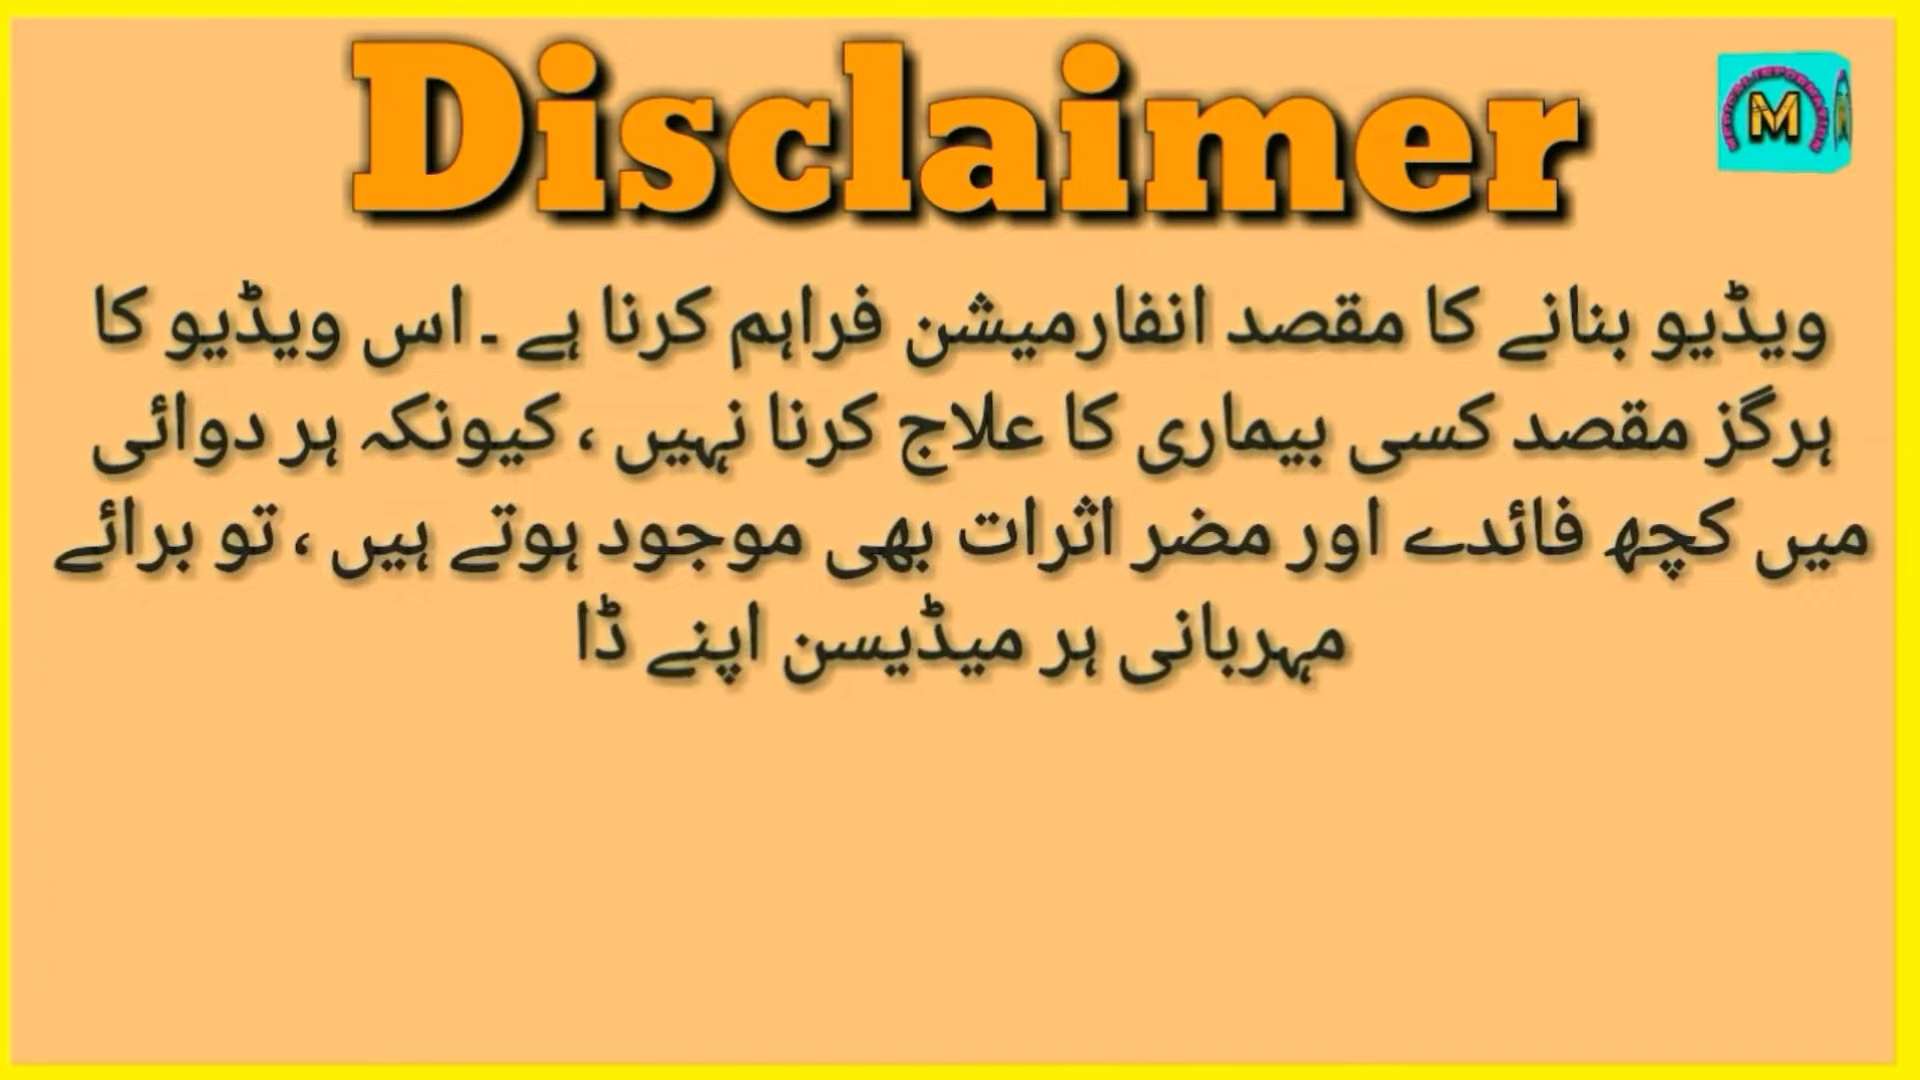 Disclaimer
MEDICAL INFORMATION
M
ویڈیو بنانے کا مقصد انفارمیشن فراہم کرنا ہے ۔ اس ویڈیو کا
ہرگز مقصد کسی بیماری کا علاج کرنا نہیں ، کیونکہ ہر دوائی
میں کچھ فائدے اور مضر اثرات بھی موجود ہوتے ہیں ، تو برائے
مہربانی ہر میڈیسن اپنے ڈا